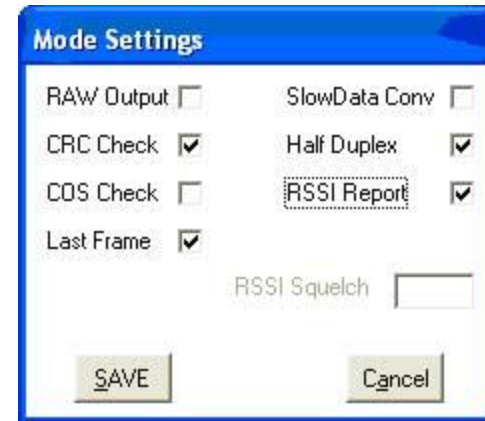 Mode Settings
RAW Output SlowData Conv
CRC Check Half Duplex
COS Check RSSI Report
Last Frame
RSSI Squelch
SAVE Cancel